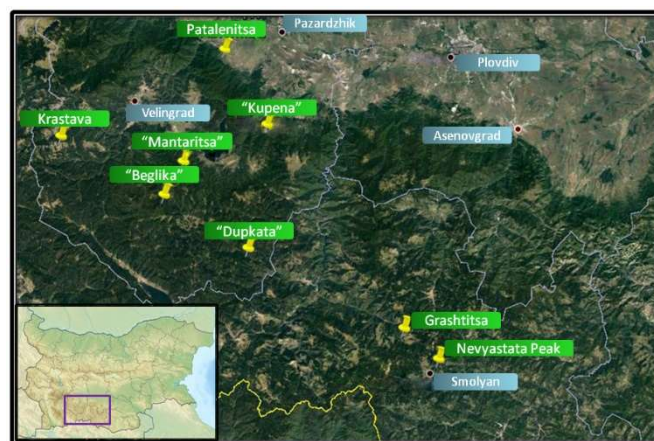 Pazardzhik
Patalenitsa
Plovdiv
Velingrad
"Kupena"
Krastava
Asenovgrad
"Mantaritsa"
"Beglika"
"Dupkata"
Grashtitsa
Nevyastata Peak
Smolyan